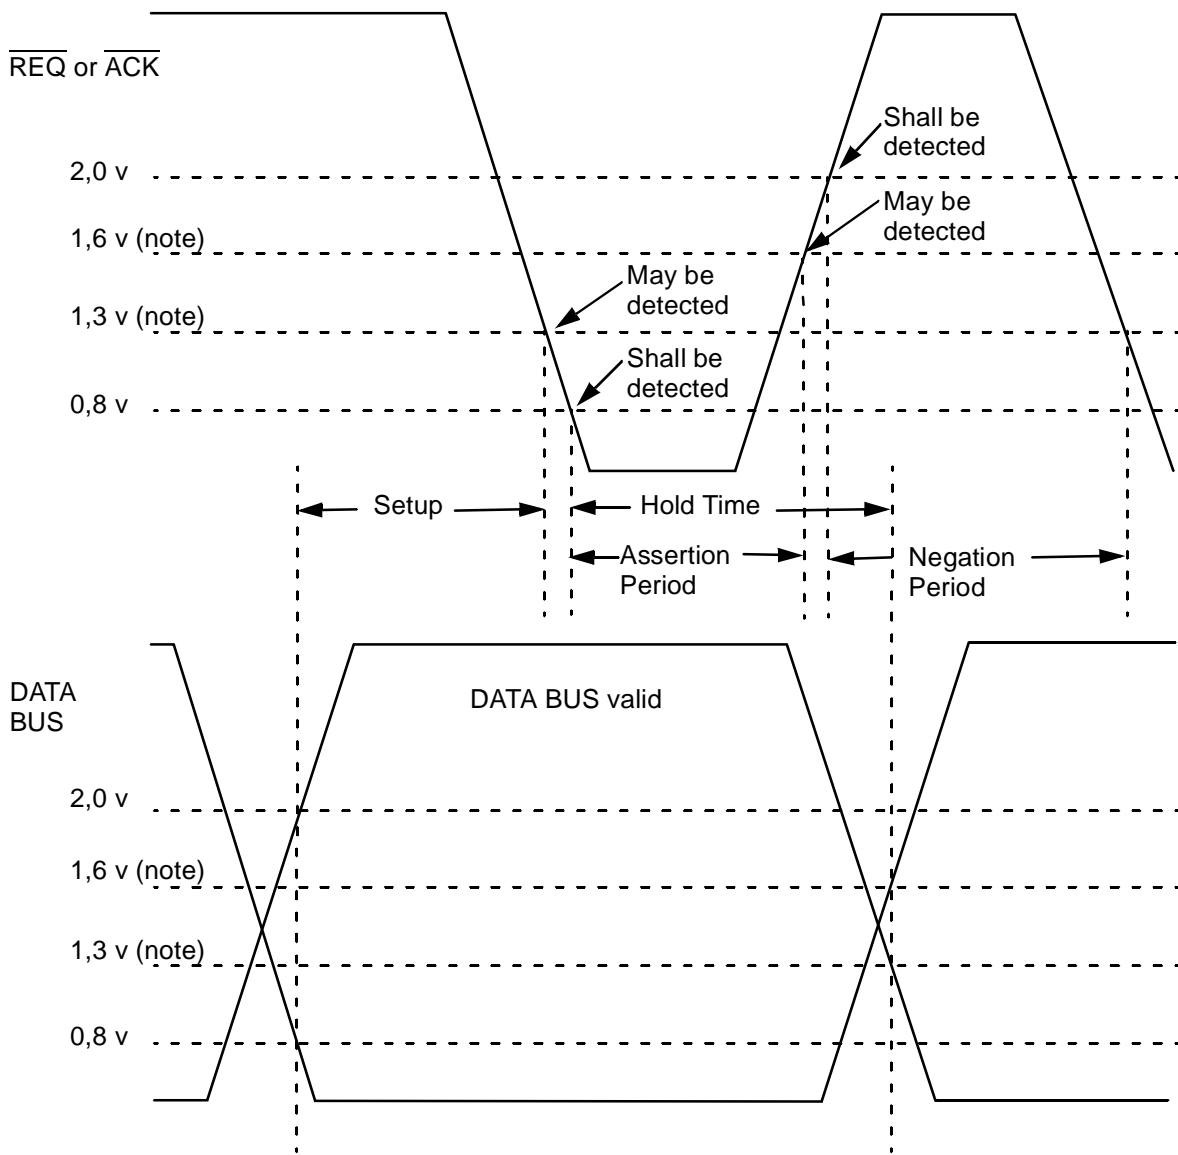 REQ or ACK
Shall be
detected
2,0 v
May be
detected
1,6 v (note)
May be
detected
1,3 v (note)
Shall be
detected
0,8 v
Setup
Hold Time
Assertion
Period
Negation
Period
DATA
BUS
DATA BUS valid
2,0 v
1,6 v (note)
1,3 v (note)
0,8 v